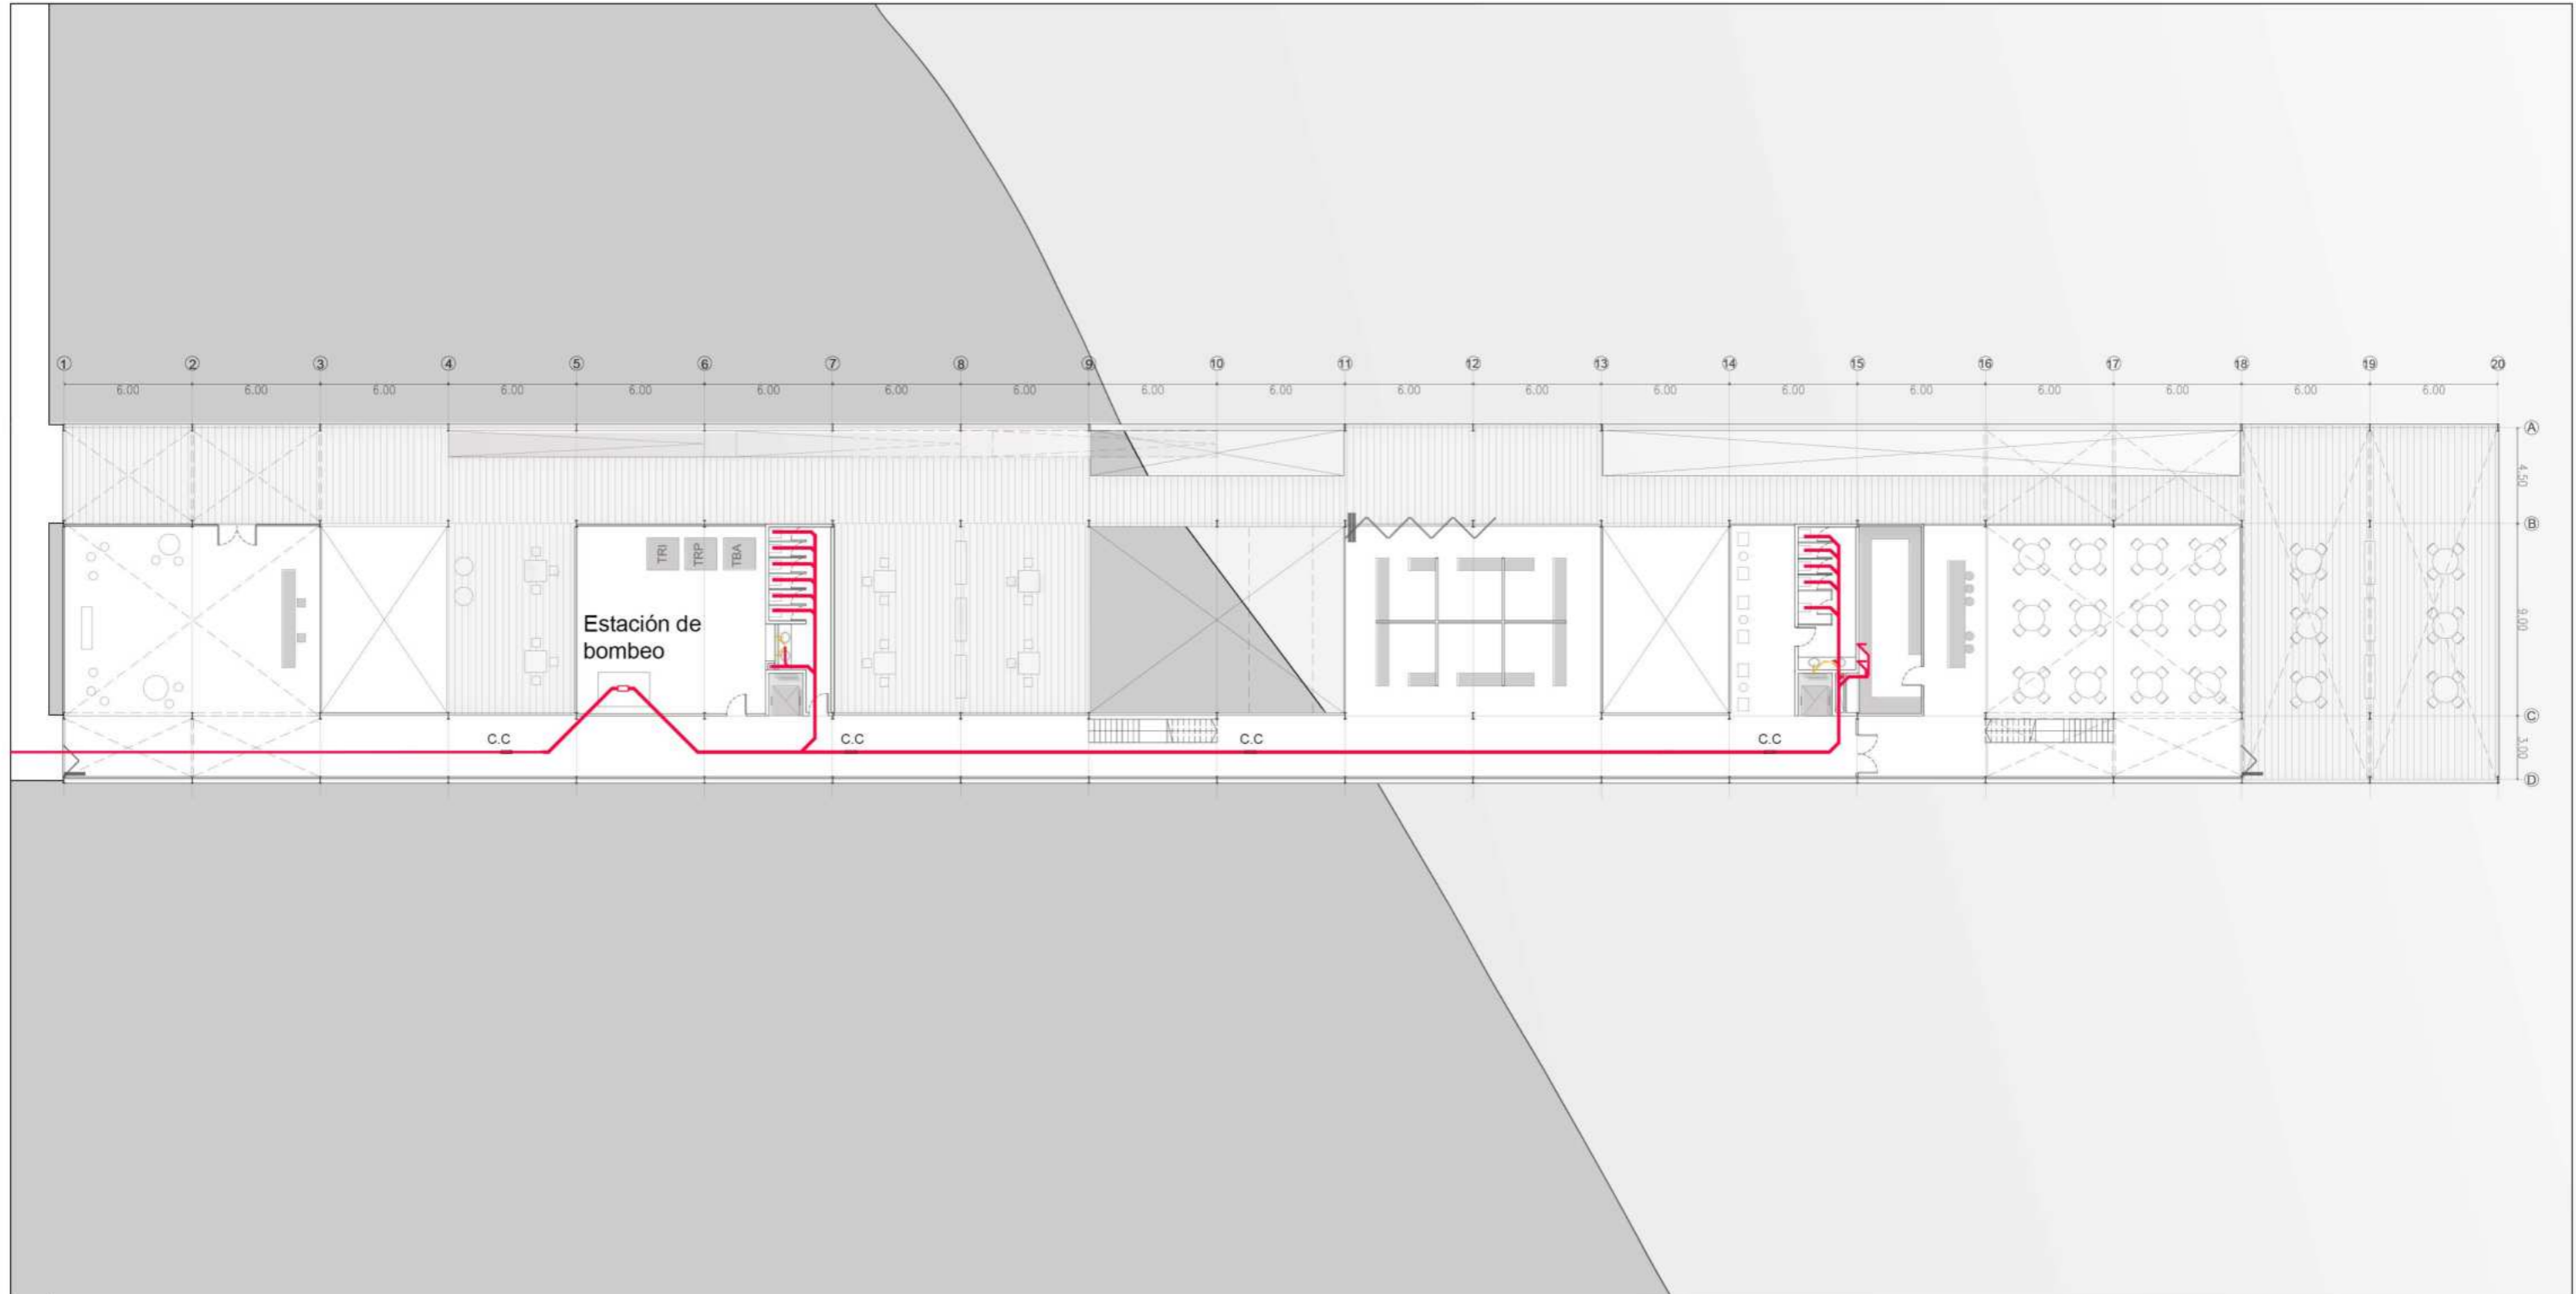 1 2 3 4 5 6 7 8 9 10 11 12 13 14 15 16 17 18 19 20
6.00 6.00 6.00 6.00 6.00 6.00 6.00 6.00 6.00 6.00 6.00 6.00 6.00 6.00 6.00 6.00 6.00 6.00 6.00
A
4.50
B
TRI TRP TBA
Estación de
bombeo
9.00
C
C.C C.C C.C C.C
3.00
D